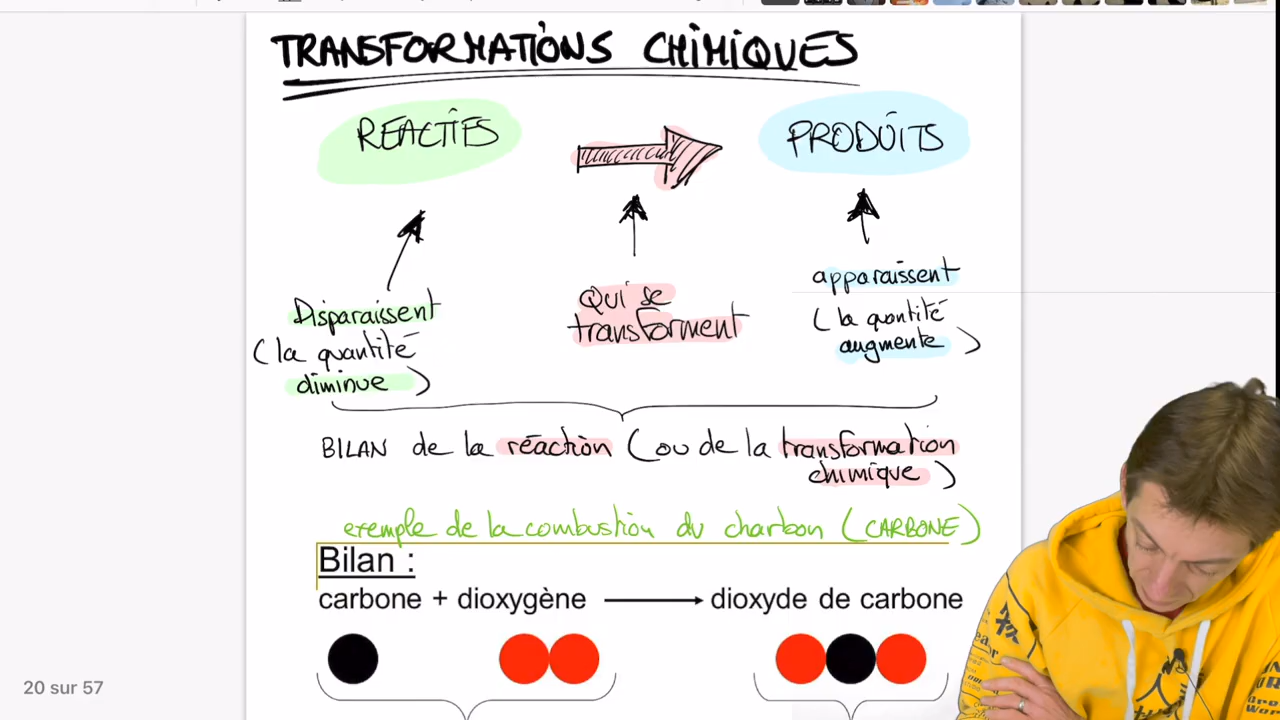 TRANSFORMATIONS CHIMIQUES
REACTIFS
PRODUITS
Disparaissent
(la quantité
diminue)
Qui se
transforment
apparaissent
(la quantité
augmente)
BILAN de la réaction (ou de la transformation
chimique)
exemple de la combustion du charbon (CARBONE)
Bilan :
carbone + dioxygène
dioxyde de carbone
20 sur 57